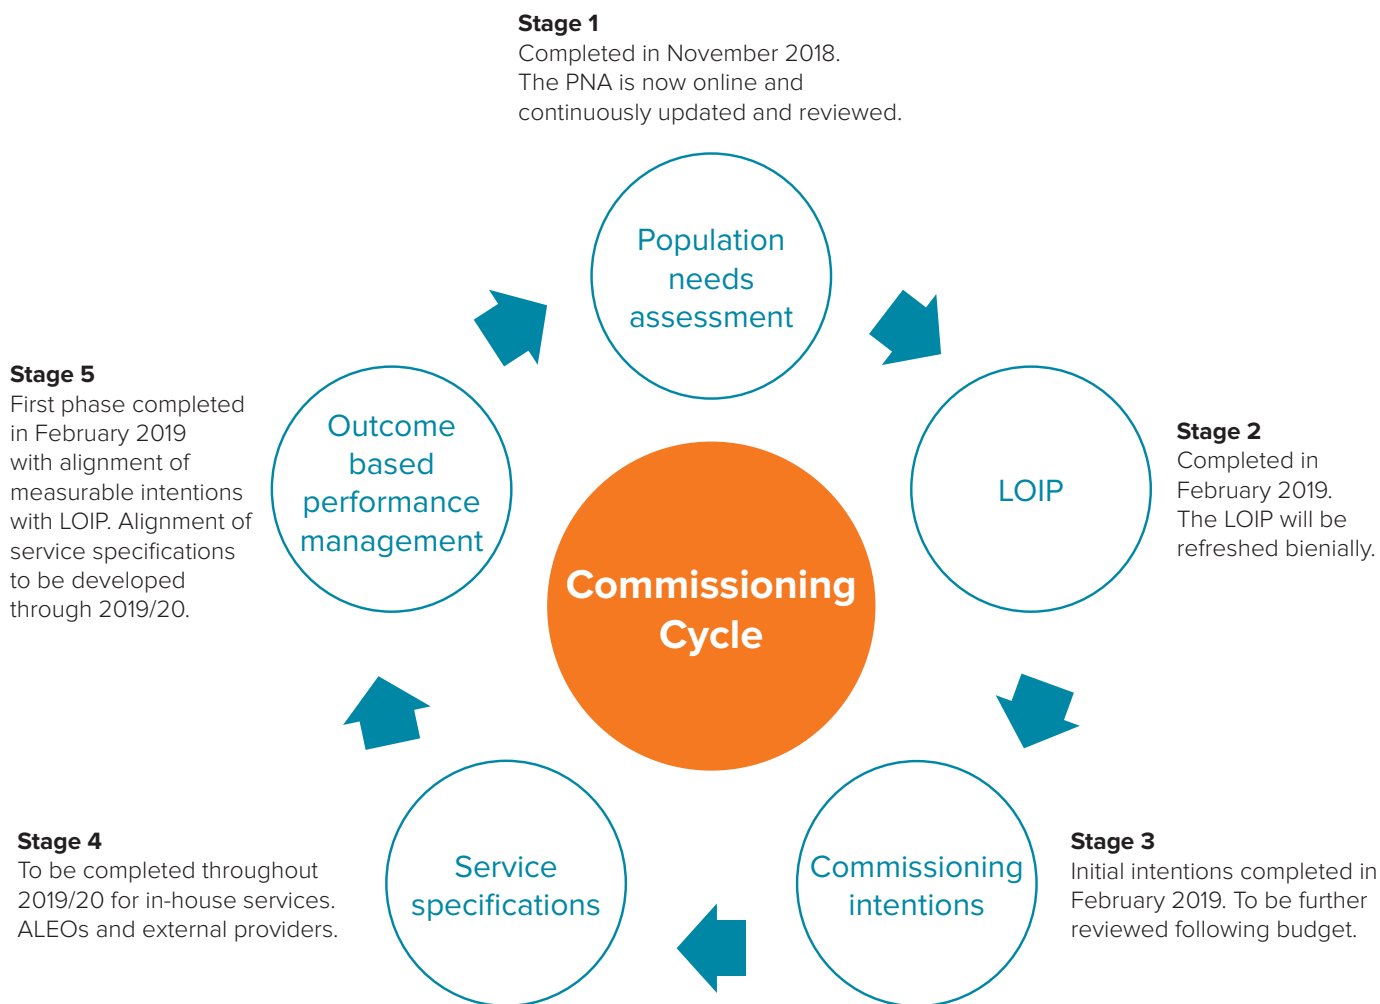 Stage 1
Completed in November 2018.
The PNA is now online and
continuously updated and reviewed.
Population
needs
assessment
Stage 2
Completed in
February 2019.
The LOIP will be
refreshed bienially.
LOIP
Stage 3
Initial intentions completed in
February 2019. To be further
reviewed following budget.
Commissioning
intentions
Stage 4
To be completed throughout
2019/20 for in-house services.
ALEOs and external providers.
Service
specifications
Stage 5
First phase completed
in February 2019
with alignment of
measurable intentions
with LOIP. Alignment of
service specifications
to be developed
through 2019/20.
Outcome
based
performance
management
Commissioning
Cycle